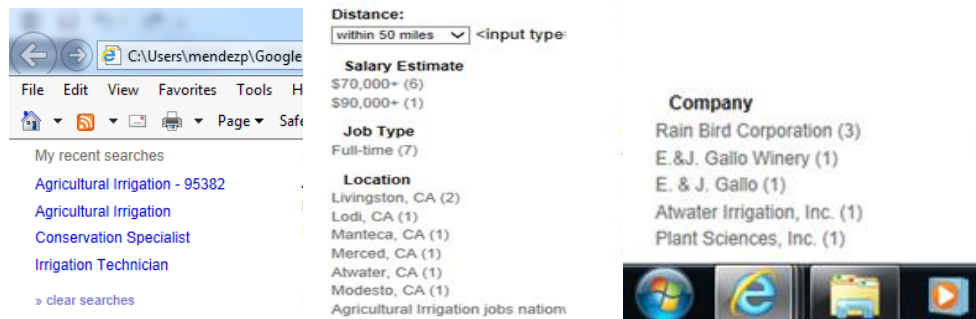 C:\Users\mendezp\Google
File Edit View Favorites Tools H
Page Safe
My recent searches
Agricultural Irrigation - 95382
Agricultural Irrigation
Conservation Specialist
Irrigation Technician
» clear searches
Distance:
within 50 miles <input type
Salary Estimate
$70,000+ (6)
$90,000+ (1)
Job Type
Full-time (7)
Location
Livingston, CA (2)
Lodi, CA (1)
Manteca, CA (1)
Merced, CA (1)
Atwater, CA (1)
Modesto, CA (1)
Agricultural Irrigation jobs nation
Company
Rain Bird Corporation (3)
E.&J. Gallo Winery (1)
E. & J. Gallo (1)
Atwater Irrigation, Inc. (1)
Plant Sciences, Inc. (1)